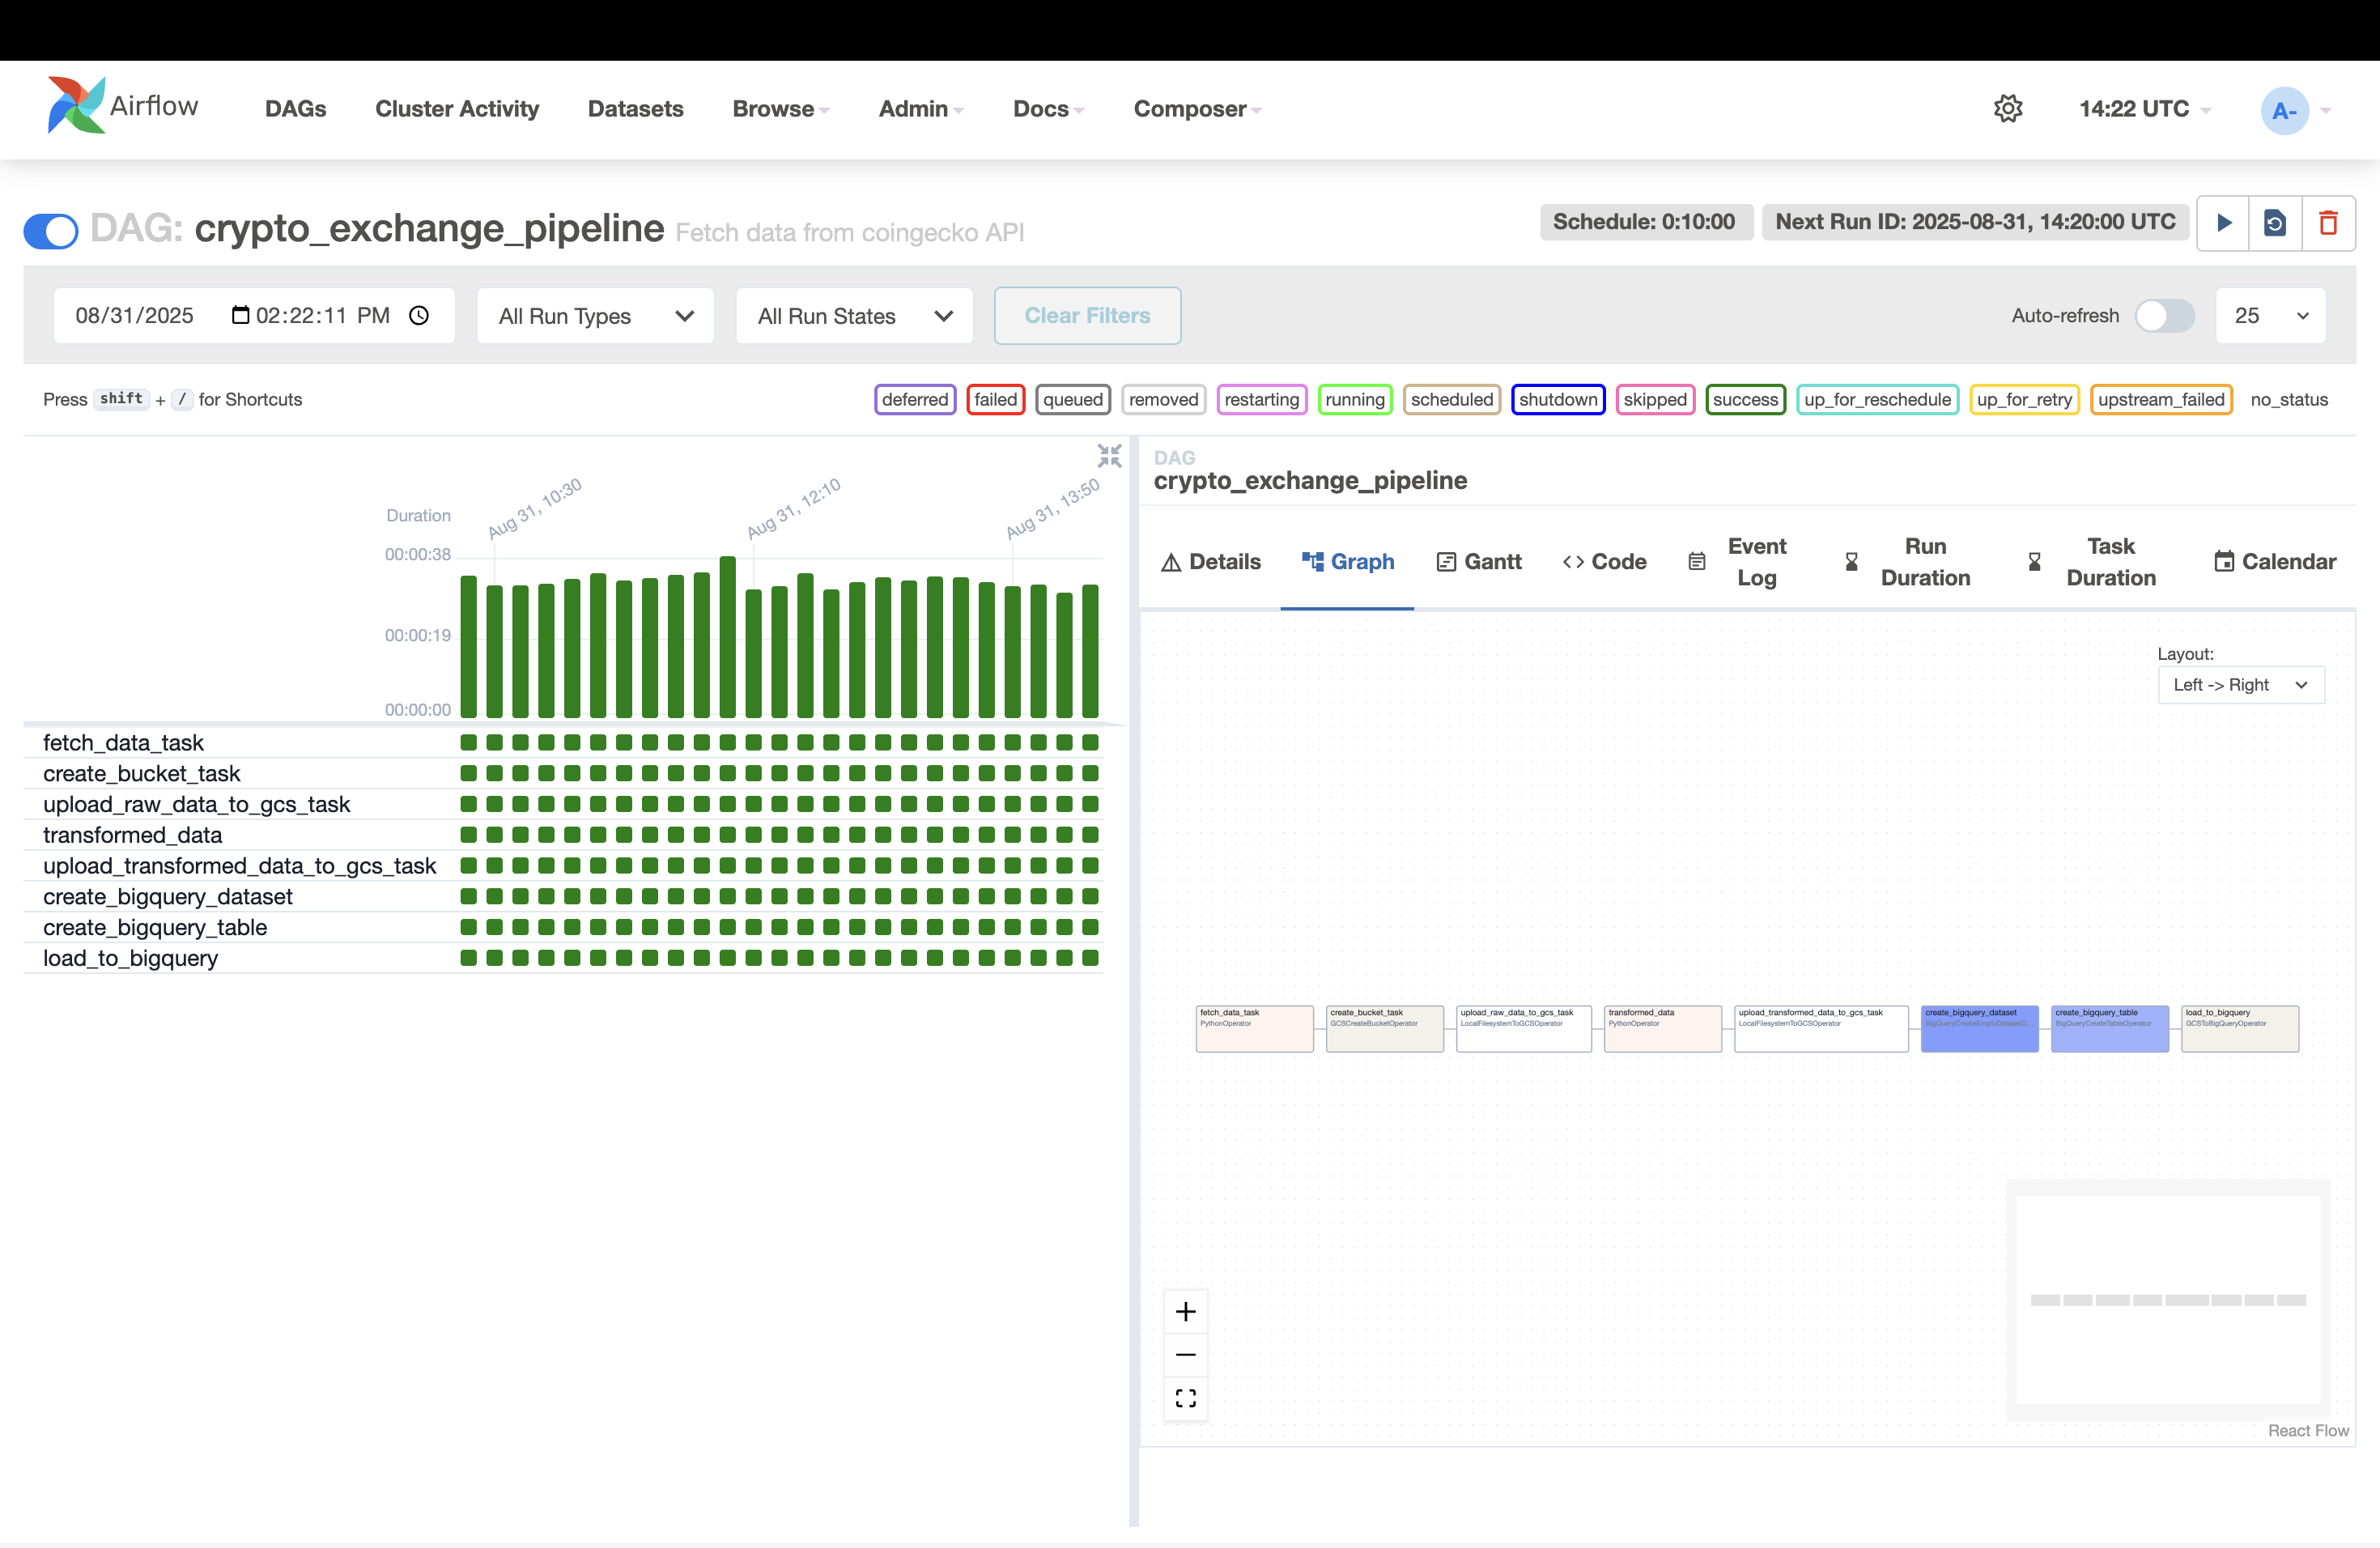 Airflow DAGs Cluster Activity Datasets Browse Admin Docs Composer 14:22 UTC A-
DAG: crypto_exchange_pipeline Fetch data from coingecko API Schedule: 0:10:00 Next Run ID: 2025-08-31, 14:20:00 UTC
08/31/2025 02:22:11 PM All Run Types All Run States Clear Filters Auto-refresh 25
Press shift + / for Shortcuts deferred failed queued removed restarting running scheduled shutdown skipped success up_for_reschedule up_for_retry upstream_failed no_status
Aug 31, 10:30 Aug 31, 12:10 Aug 31, 13:50
Duration
00:00:38
00:00:19
00:00:00
fetch_data_task
create_bucket_task
upload_raw_data_to_gcs_task
transformed_data
upload_transformed_data_to_gcs_task
create_bigquery_dataset
create_bigquery_table
load_to_bigquery
DAG
crypto_exchange_pipeline
Details Graph Gantt Code Event Log Run Duration Task Duration Calendar
Layout:
Left -> Right
fetch_data_task create_bucket_task upload_raw_data_to_gcs_task transformed_data upload_transformed_data_to_gcs_task create_bigquery_dataset create_bigquery_table load_to_bigquery
PythonOperator GCSCreateBucketOperator LocalFilesystemToGCSOperator PythonOperator LocalFilesystemToGCSOperator BigQueryCreateEmptyDatasetO... BigQueryCreateTableOperator GCSToBigQueryOperator
React Flow